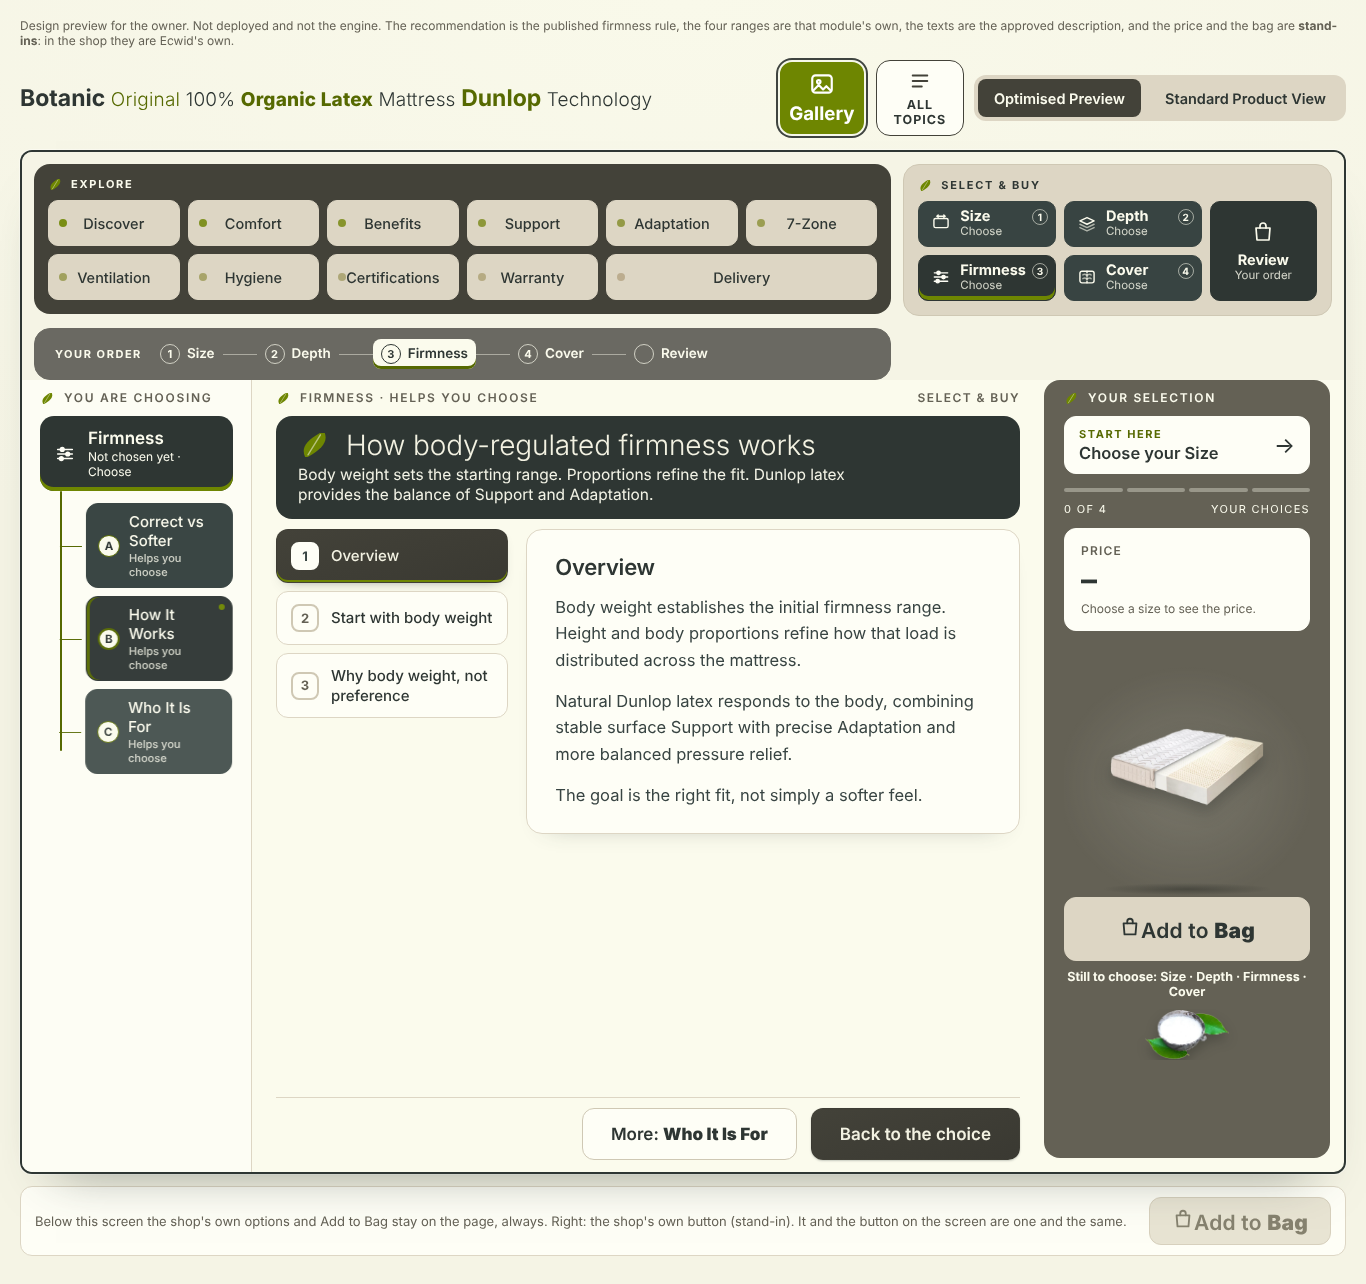 Design preview for the owner. Not deployed and not the engine. The recommendation is the published firmness rule, the four ranges are that module's own, the texts are the approved description, and the price and the bag are stand-
ins: in the shop they are Ecwid's own.
Botanic Original 100% Organic Latex Mattress Dunlop Technology
Gallery
ALL
TOPICS
Optimised Preview
Standard Product View
EXPLORE
Discover
Comfort
Benefits
Support
Adaptation
7-Zone
Ventilation
Hygiene
Certifications
Warranty
Delivery
SELECT & BUY
Size
Choose
1
Depth
Choose
2
Firmness
Choose
3
Cover
Choose
4
Review
Your order
YOUR ORDER
1 Size
2 Depth
3 Firmness
4 Cover
Review
YOU ARE CHOOSING
Firmness
Not chosen yet ·
Choose
A
Correct vs
Softer
Helps you
choose
B
How It
Works
Helps you
choose
C
Who It Is
For
Helps you
choose
FIRMNESS · HELPS YOU CHOOSE
SELECT & BUY
How body-regulated firmness works
Body weight sets the starting range. Proportions refine the fit. Dunlop latex
provides the balance of Support and Adaptation.
1 Overview
2 Start with body weight
3 Why body weight, not
preference
Overview
Body weight establishes the initial firmness range.
Height and body proportions refine how that load is
distributed across the mattress.
Natural Dunlop latex responds to the body, combining
stable surface Support with precise Adaptation and
more balanced pressure relief.
The goal is the right fit, not simply a softer feel.
More: Who It Is For
Back to the choice
YOUR SELECTION
START HERE
Choose your Size
0 OF 4
YOUR CHOICES
PRICE
–
Choose a size to see the price.
Add to Bag
Still to choose: Size · Depth · Firmness ·
Cover
Below this screen the shop's own options and Add to Bag stay on the page, always. Right: the shop's own button (stand-in). It and the button on the screen are one and the same.
Add to Bag